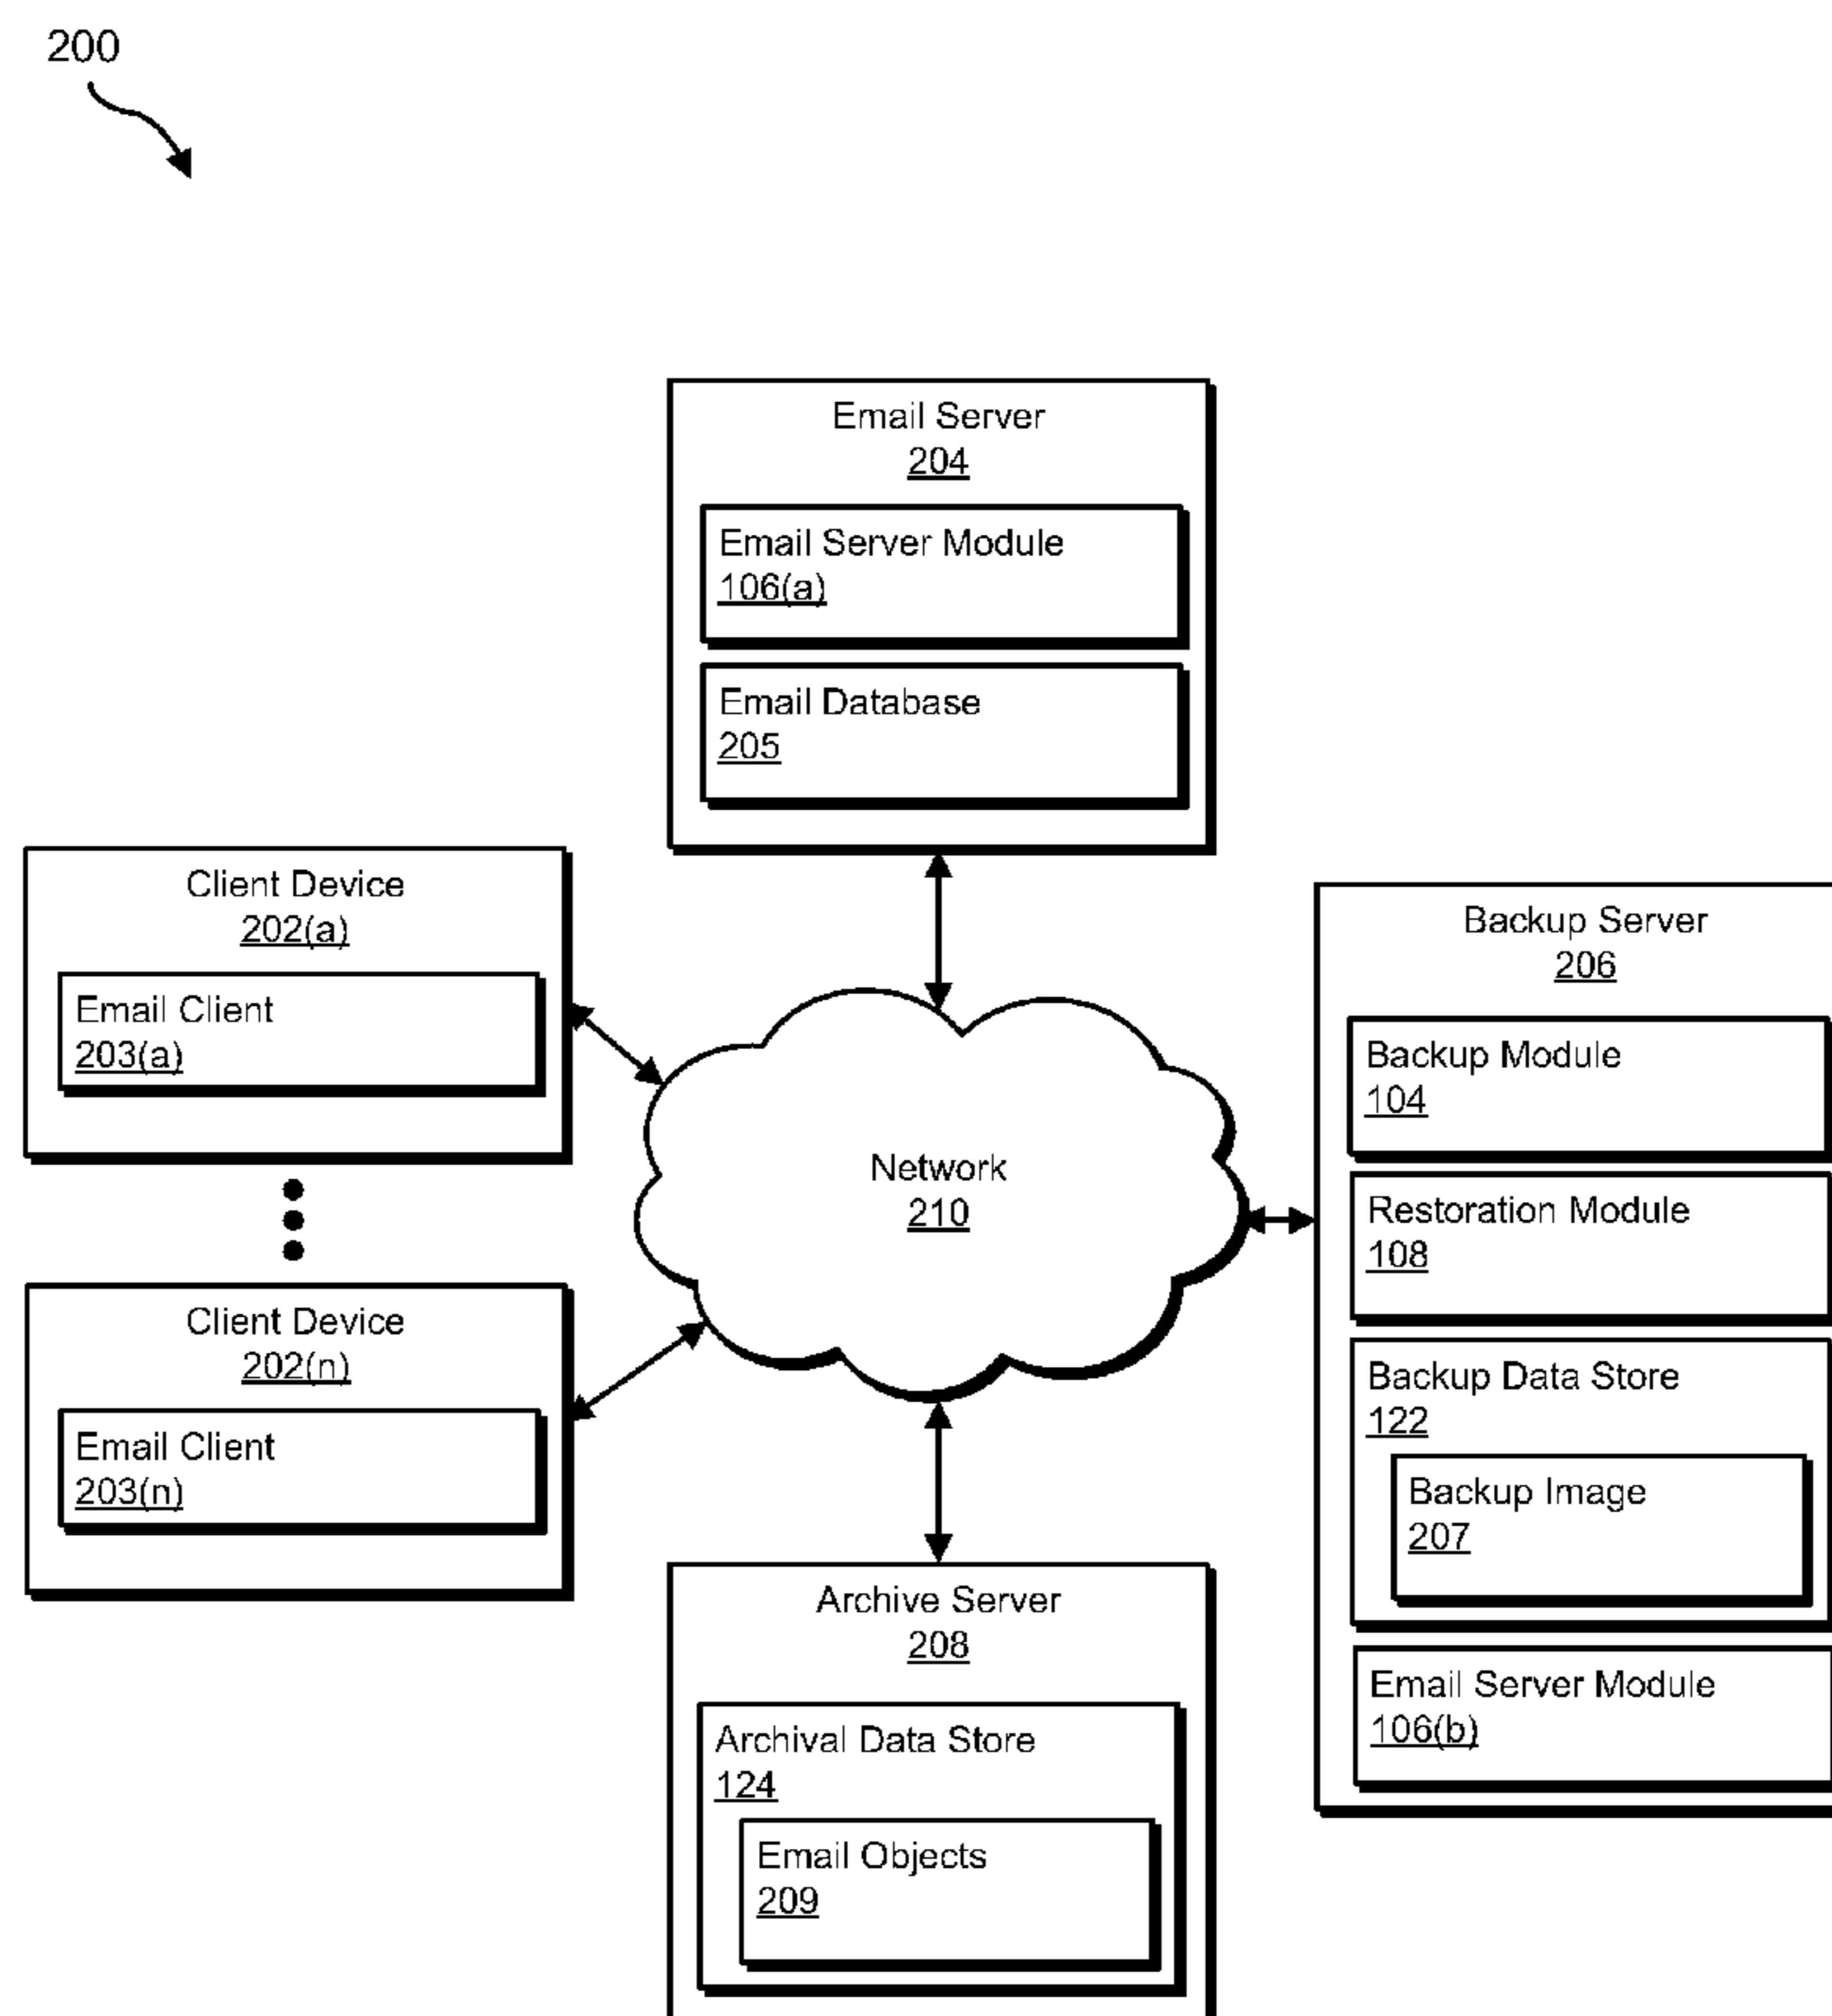 200
Email Server
204
Email Server Module
106(a)
Email Database
205
Client Device
202(a)
Email Client
203(a)
Client Device
202(n)
Email Client
203(n)
Network
210
Backup Server
206
Backup Module
104
Restoration Module
108
Backup Data Store
122
Backup Image
207
Email Server Module
106(b)
Archive Server
208
Archival Data Store
124
Email Objects
209